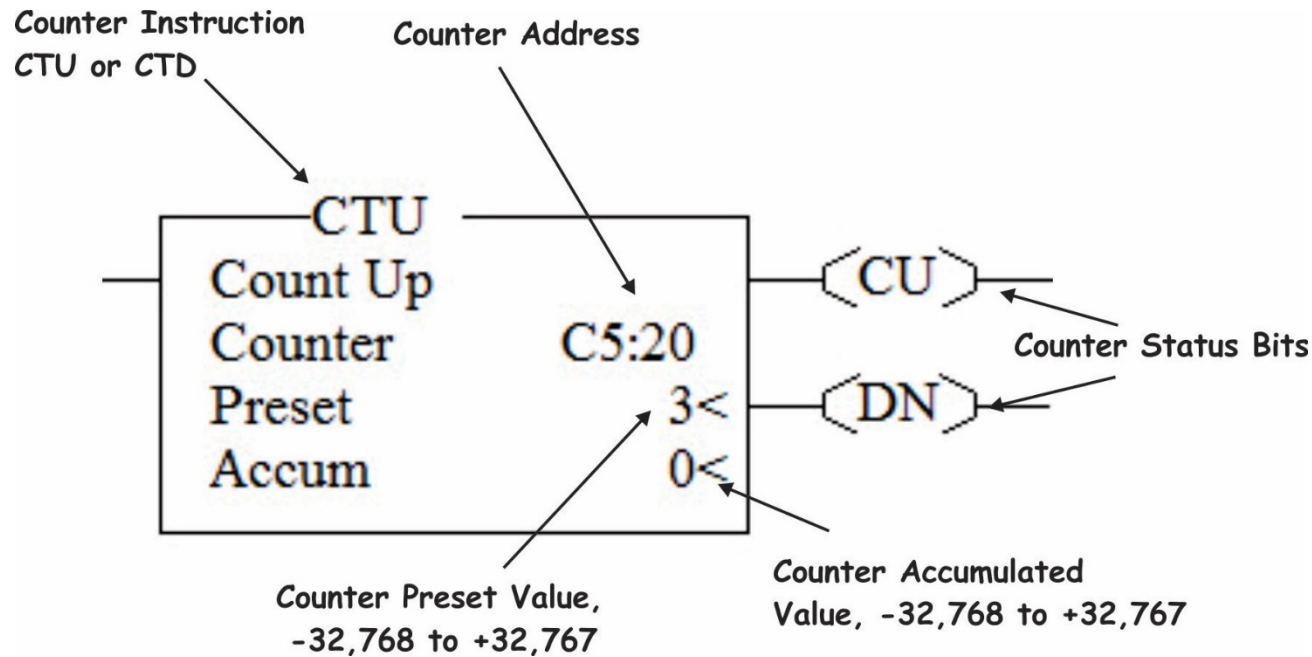 Counter Instruction
CTU or CTD
Counter Address
CTU
Count Up
Counter C5:20
Preset 3<
Accum 0<
CU
DN
Counter Status Bits
Counter Preset Value,
-32,768 to +32,767
Counter Accumulated
Value, -32,768 to +32,767